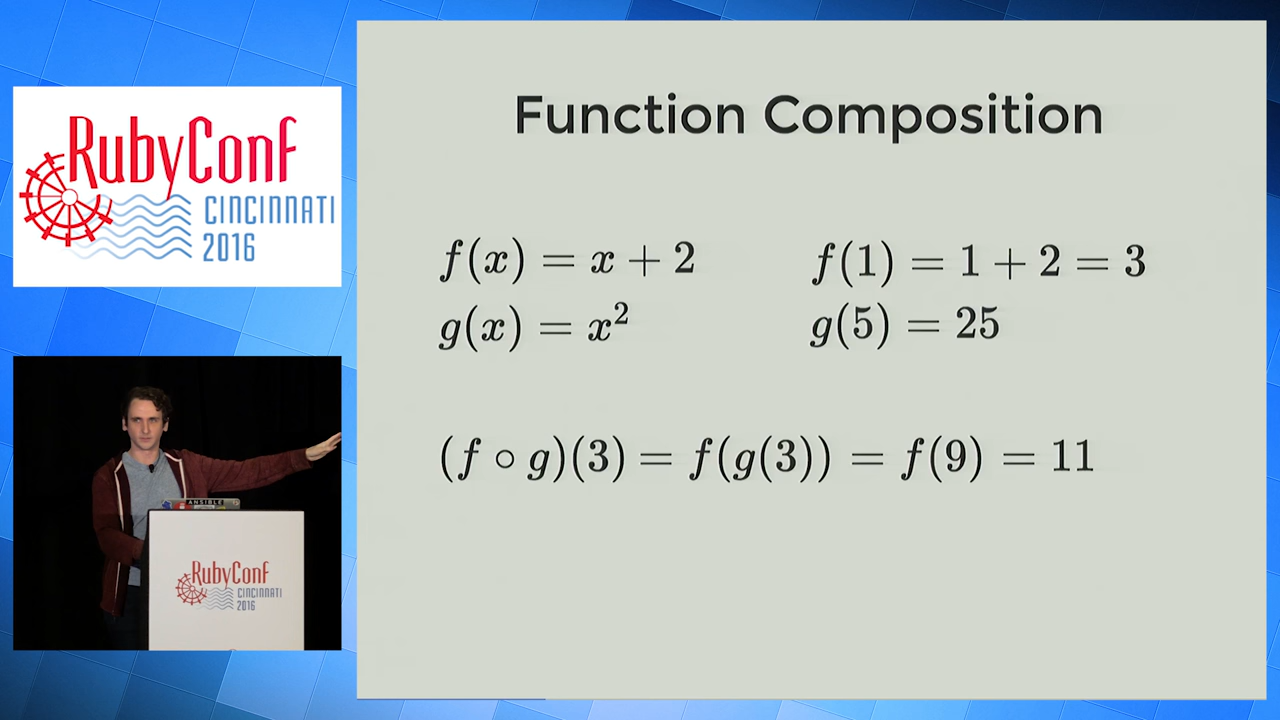 RubyConf
CINCINNATI
2016
Function Composition
f(x) = x + 2
f(1) = 1 + 2 = 3
g(x) = x²
g(5) = 25
(f ∘ g)(3) = f(g(3)) = f(9) = 11
ANSIBLE
RubyConf
CINCINNATI
2016